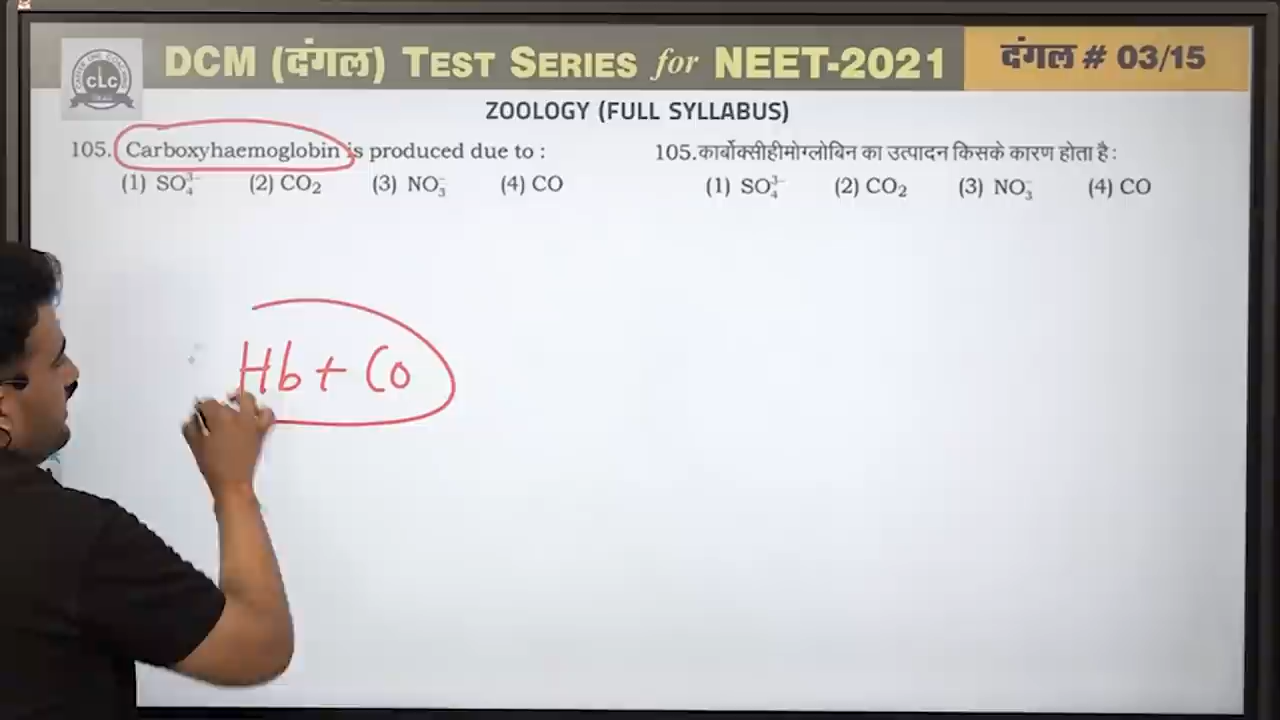 DCM (दंगल) TEST SERIES for NEET-2021
दंगल # 03/15
CLC
ZOOLOGY (FULL SYLLABUS)
105. Carboxyhaemoglobin is produced due to :
(1) SO₄³⁻ (2) CO₂ (3) NO₃⁻ (4) CO
105. कार्बोक्सीहीमोग्लोबिन का उत्पादन किसके कारण होता है :
(1) SO₄³⁻ (2) CO₂ (3) NO₃⁻ (4) CO
Hb + Co